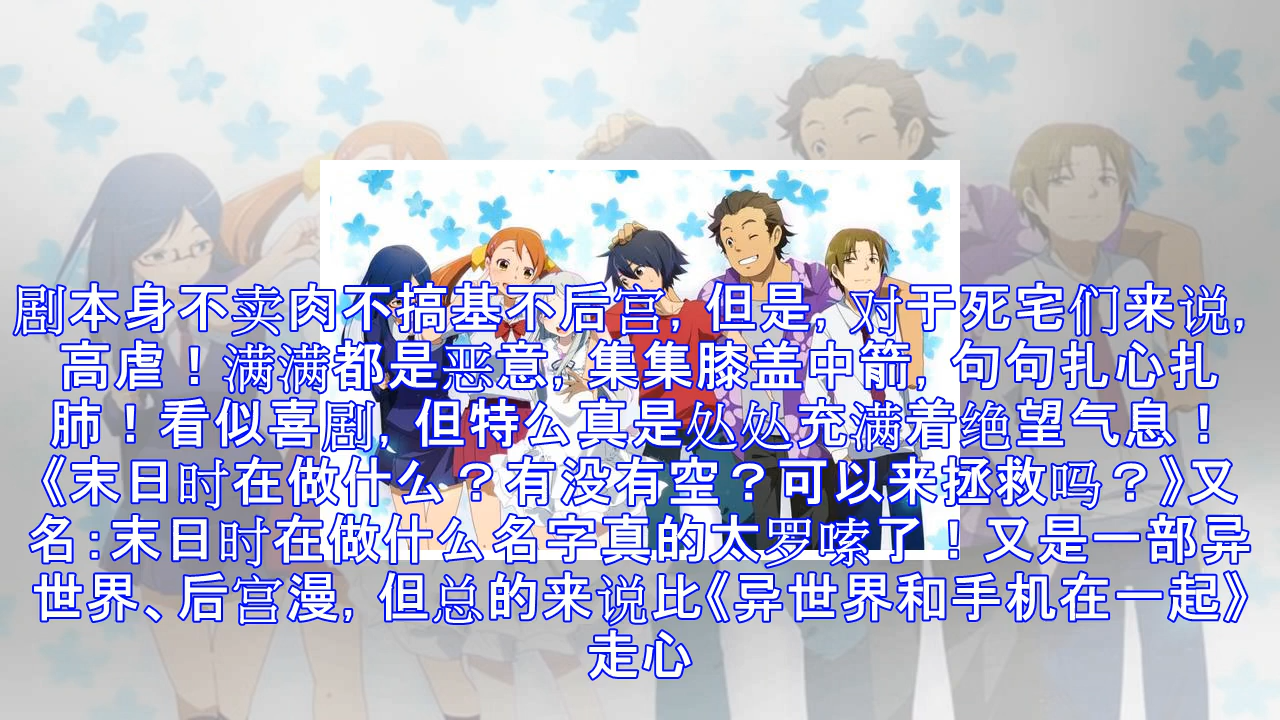 剧本身不卖肉不搞基不后宫, 但是, 对于死宅们来说,
高虐！满满都是恶意, 集集膝盖中箭, 句句扎心扎
肺！看似喜剧, 但特么真是处处充满着绝望气息！
《末日时在做什么？有没有空？可以来拯救吗？》又
名:末日时在做什么名字真的太罗嗦了！又是一部异
世界、后宫漫, 但总的来说比《异世界和手机在一起》
走心